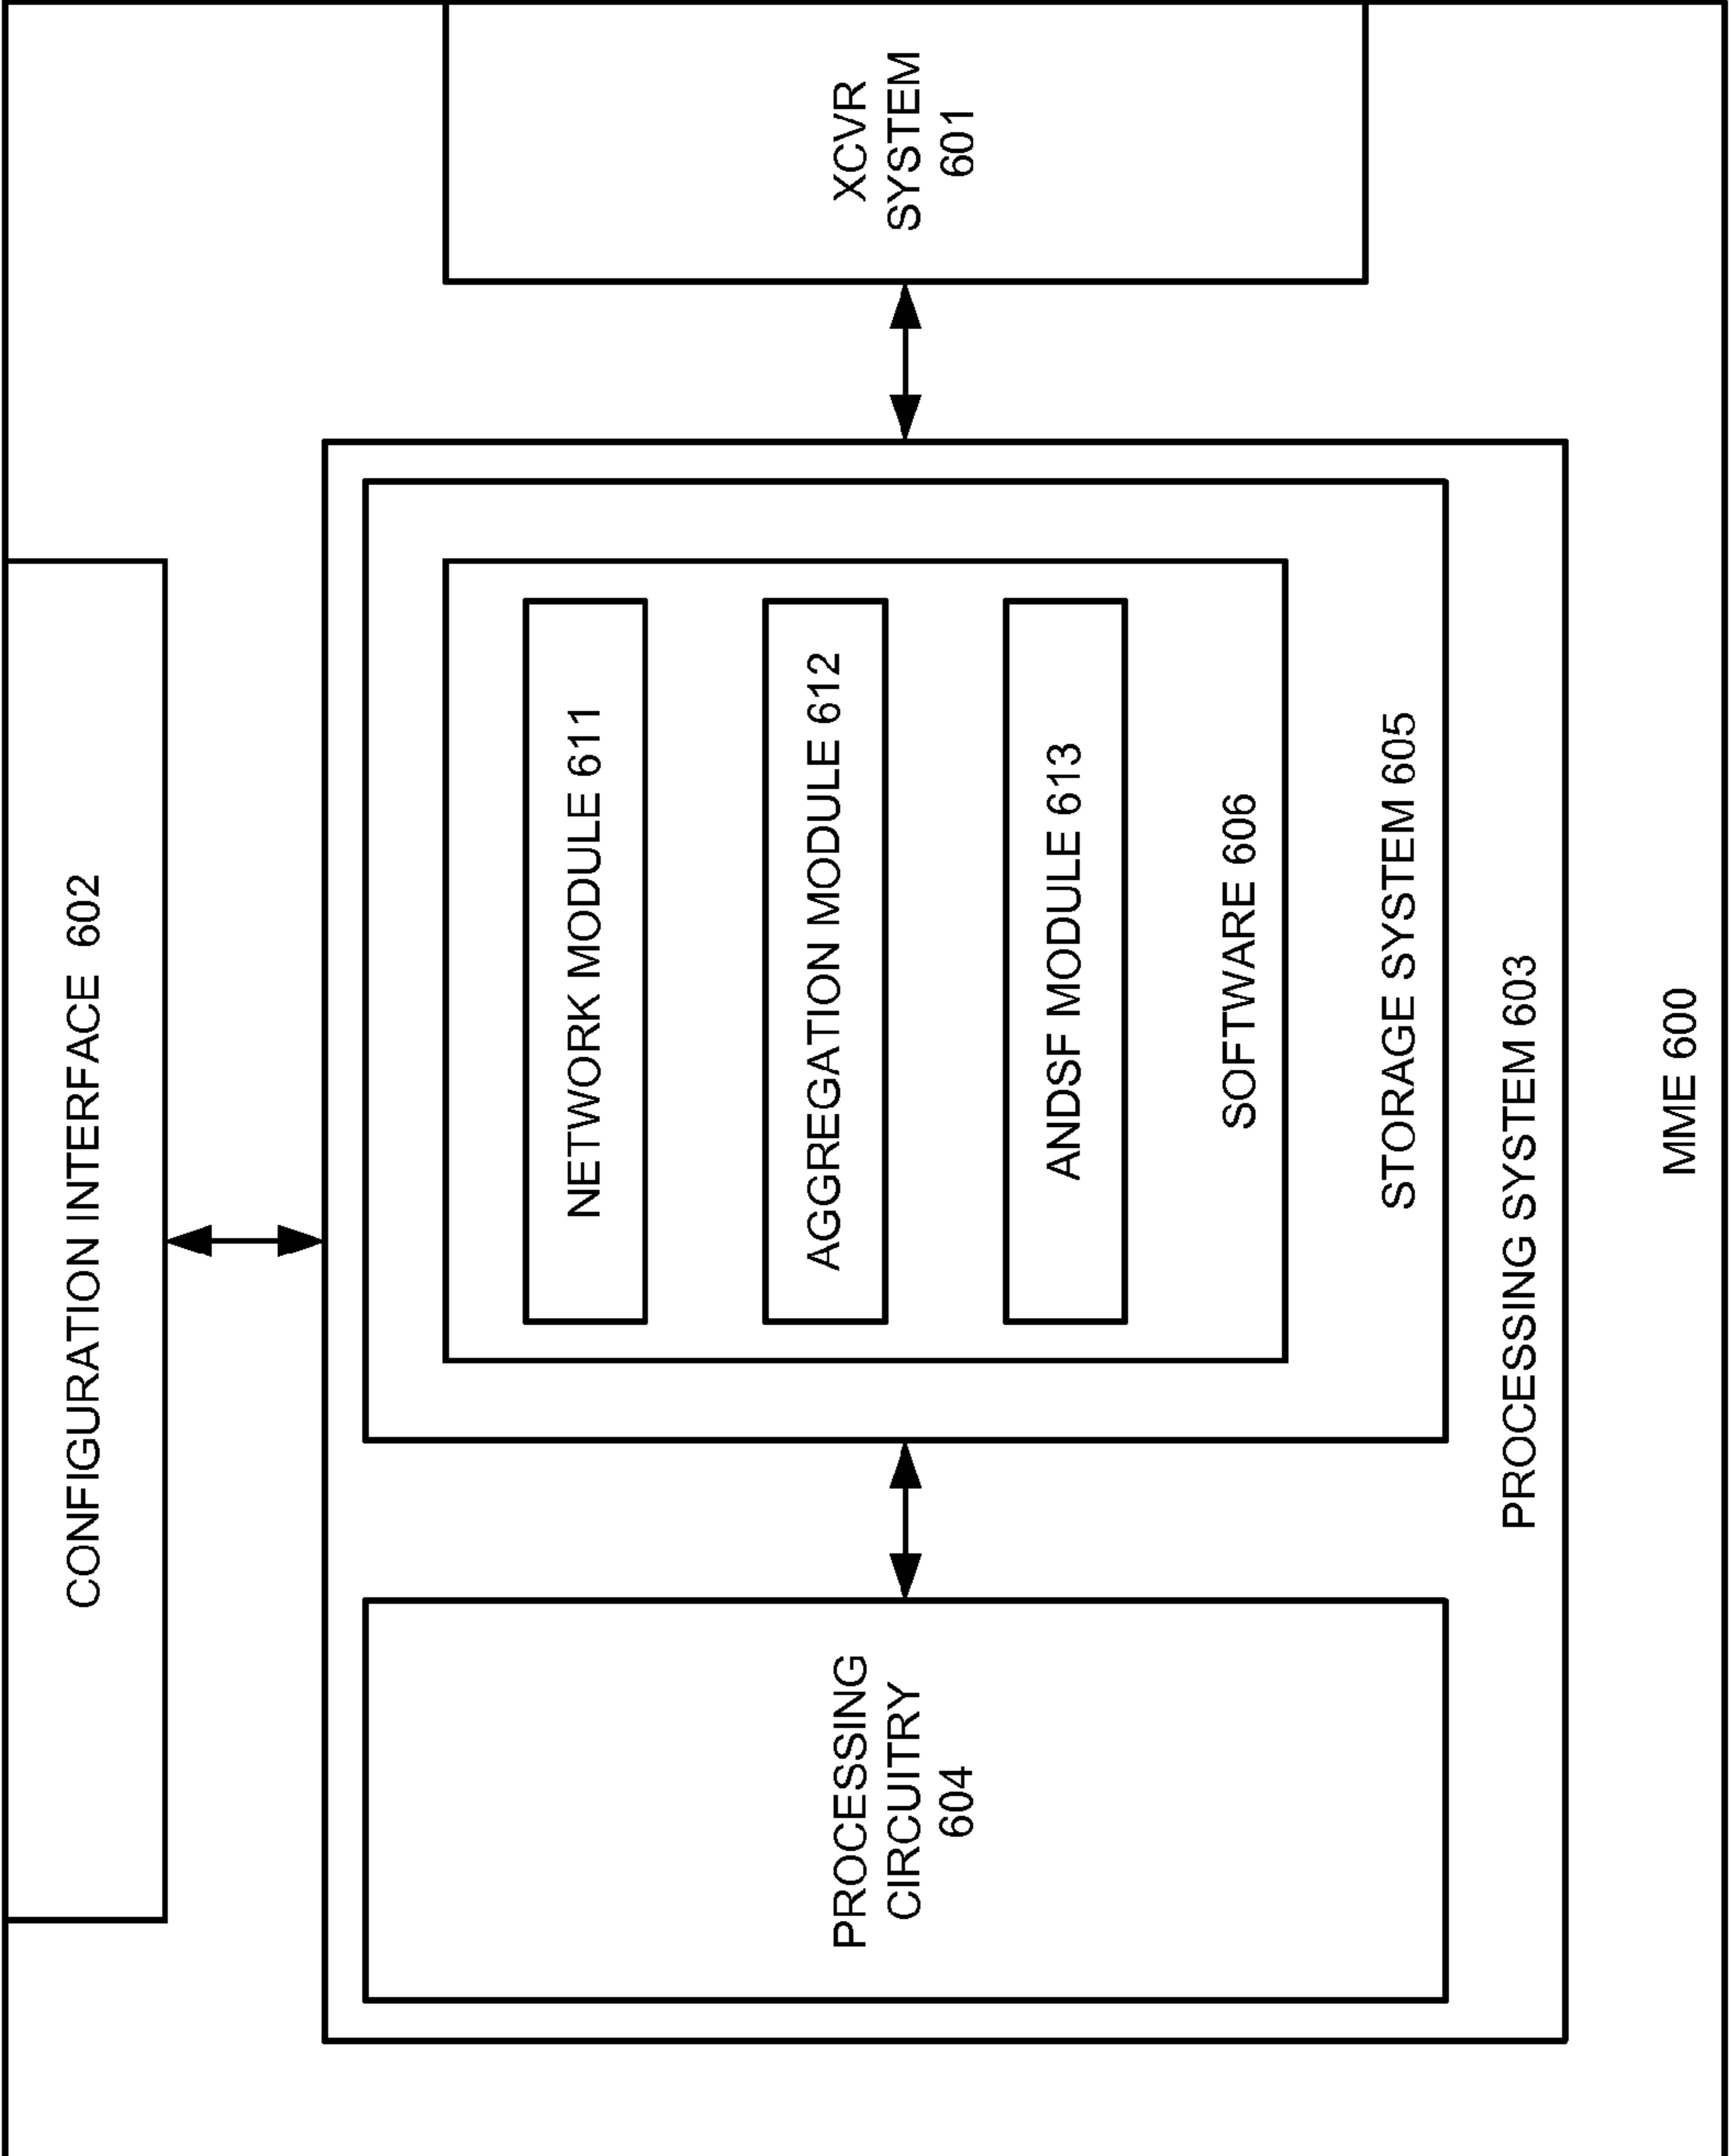 CONFIGURATION INTERFACE 602
XCVR
SYSTEM
601
NETWORK MODULE 611
AGGREGATION MODULE 612
ANDSF MODULE 613
SOFTWARE 606
STORAGE SYSTEM 605
PROCESSING
CIRCUITRY
604
PROCESSING SYSTEM 603
MME 600